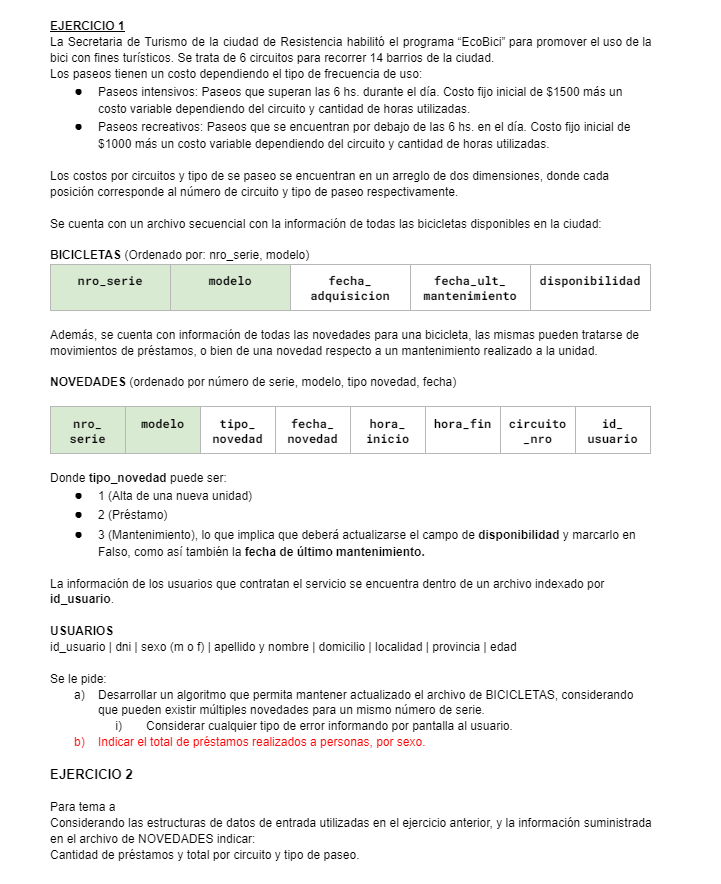 EJERCICIO 1
La Secretaria de Turismo de la ciudad de Resistencia habilitó el programa “EcoBici” para promover el uso de la
bici con fines turísticos. Se trata de 6 circuitos para recorrer 14 barrios de la ciudad.
Los paseos tienen un costo dependiendo el tipo de frecuencia de uso:
● Paseos intensivos: Paseos que superan las 6 hs. durante el día. Costo fijo inicial de $1500 más un
costo variable dependiendo del circuito y cantidad de horas utilizadas.
● Paseos recreativos: Paseos que se encuentran por debajo de las 6 hs. en el día. Costo fijo inicial de
$1000 más un costo variable dependiendo del circuito y cantidad de horas utilizadas.
Los costos por circuitos y tipo de se paseo se encuentran en un arreglo de dos dimensiones, donde cada
posición corresponde al número de circuito y tipo de paseo respectivamente.
Se cuenta con un archivo secuencial con la información de todas las bicicletas disponibles en la ciudad:
BICICLETAS (Ordenado por: nro_serie, modelo)
nro_serie modelo fecha_ fecha_ult_ disponibilidad
adquisicion mantenimiento
Además, se cuenta con información de todas las novedades para una bicicleta, las mismas pueden tratarse de
movimientos de préstamos, o bien de una novedad respecto a un mantenimiento realizado a la unidad.
NOVEDADES (ordenado por número de serie, modelo, tipo novedad, fecha)
nro_ modelo tipo_ fecha_ hora_ hora_fin circuito id_
serie novedad novedad inicio _nro usuario
Donde tipo_novedad puede ser:
● 1 (Alta de una nueva unidad)
● 2 (Préstamo)
● 3 (Mantenimiento), lo que implica que deberá actualizarse el campo de disponibilidad y marcarlo en
Falso, como así también la fecha de último mantenimiento.
La información de los usuarios que contratan el servicio se encuentra dentro de un archivo indexado por
id_usuario.
USUARIOS
id_usuario | dni | sexo (m o f) | apellido y nombre | domicilio | localidad | provincia | edad
Se le pide:
a) Desarrollar un algoritmo que permita mantener actualizado el archivo de BICICLETAS, considerando
que pueden existir múltiples novedades para un mismo número de serie.
i) Considerar cualquier tipo de error informando por pantalla al usuario.
b) Indicar el total de préstamos realizados a personas, por sexo.
EJERCICIO 2
Para tema a
Considerando las estructuras de datos de entrada utilizadas en el ejercicio anterior, y la información suministrada
en el archivo de NOVEDADES indicar:
Cantidad de préstamos y total por circuito y tipo de paseo.